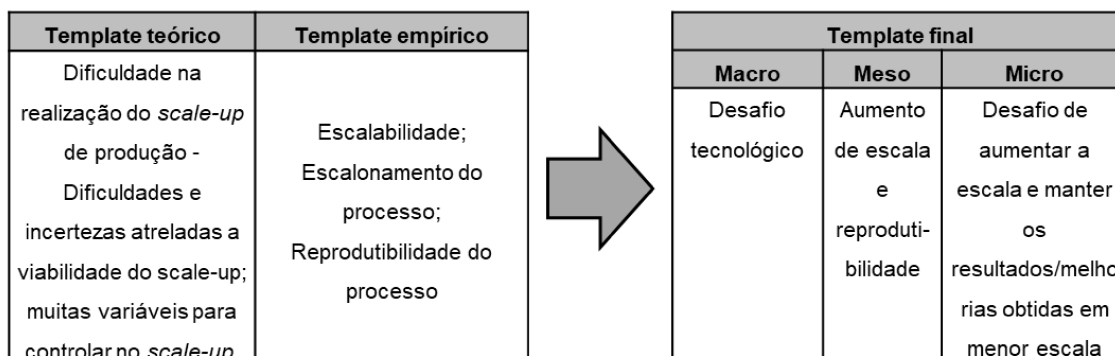 Template teórico
Template empírico
Dificuldade na
realização do scale-up
de produção -
Dificuldades e
incertezas atreladas a
viabilidade do scale-up;
muitas variáveis para
controlar no scale-up
Escalabilidade;
Escalonamento do
processo;
Reprodutibilidade do
processo
Template final
Macro
Meso
Micro
Desafio
tecnológico
Aumento
de escala
e
reproduti-
bilidade
Desafio de
aumentar a
escala e manter
os
resultados/melho
rias obtidas em
menor escala